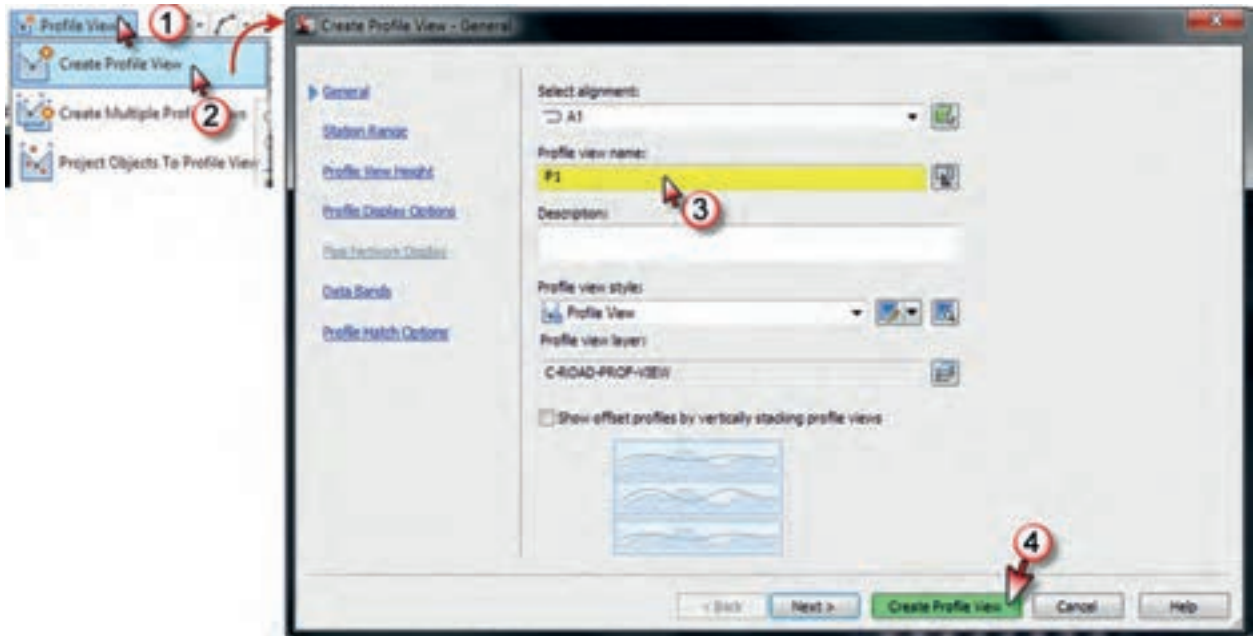 Profile View
1
Create Profile View
2
Create Multiple
Project Objects To Profile View
Create Profile View - General
General
Station Range
Profile View Height
Profile Display Options
Pipe Network Display
Data Bands
Profile Hatch Options
Select alignment:
A1
Profile view name:
P1
3
Description:
Profile view style:
Profile View
Profile view layer:
C-ROAD-PROF-VIEW
Show offset profiles by vertically stacking profile views
4
< Back
Next >
Create Profile View
Cancel
Help